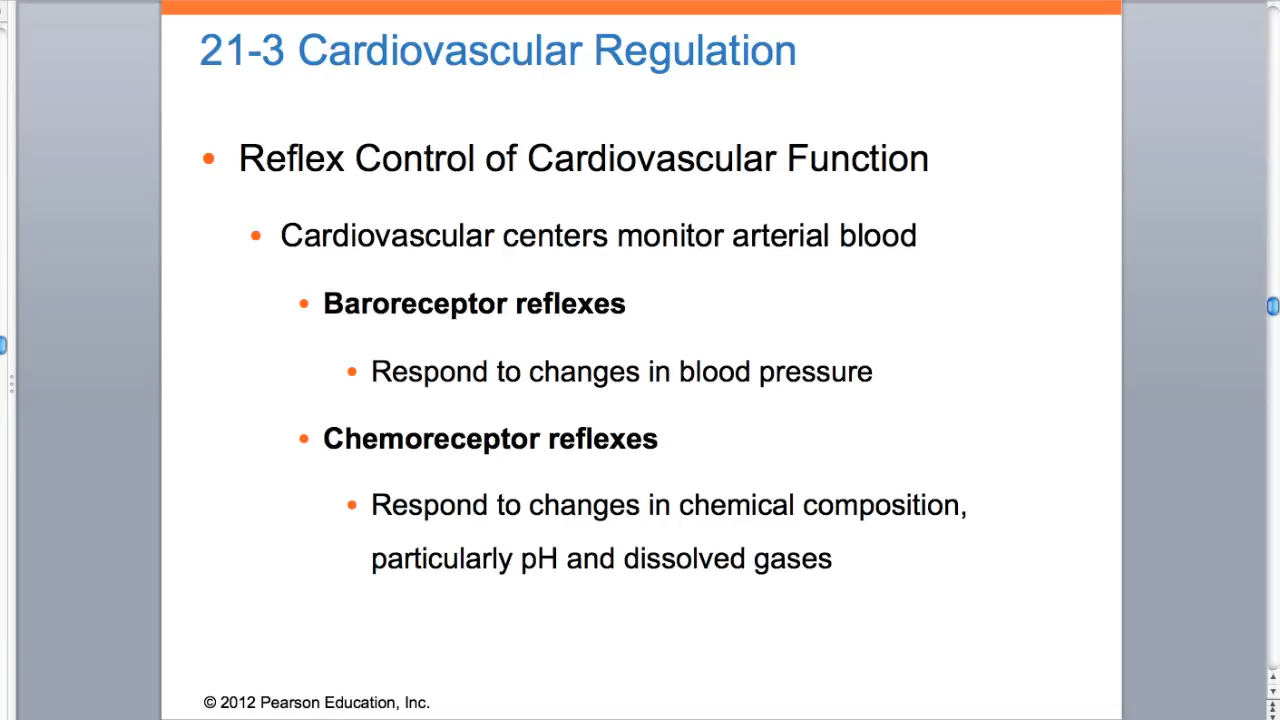 21-3 Cardiovascular Regulation
• Reflex Control of Cardiovascular Function
• Cardiovascular centers monitor arterial blood
• Baroreceptor reflexes
• Respond to changes in blood pressure
• Chemoreceptor reflexes
• Respond to changes in chemical composition,
particularly pH and dissolved gases
© 2012 Pearson Education, Inc.